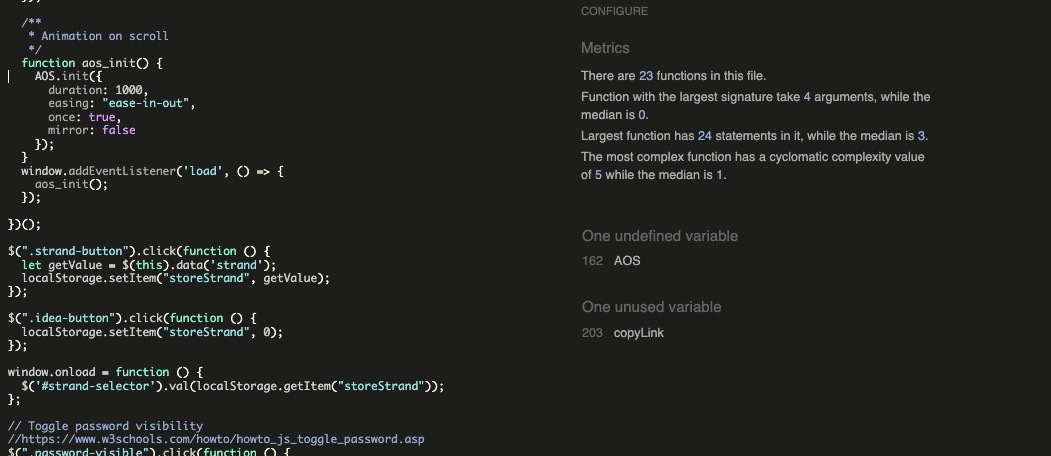 /**
* Animation on scroll
*/
function aos_init() {
AOS.init({
duration: 1000,
easing: "ease-in-out",
once: true,
mirror: false
});
}
window.addEventListener('load', () => {
aos_init();
});
})();
$(".strand-button").click(function () {
let getValue = $(this).data('strand');
localStorage.setItem("storeStrand", getValue);
});
$(".idea-button").click(function () {
localStorage.setItem("storeStrand", 0);
});
window.onload = function () {
$('#strand-selector').val(localStorage.getItem("storeStrand"));
};
// Toggle password visibility
//https://www.w3schools.com/howto/howto_js_toggle_password.asp
$(".password-visible").click(function () {
CONFIGURE
Metrics
There are 23 functions in this file.
Function with the largest signature take 4 arguments, while the
median is 0.
Largest function has 24 statements in it, while the median is 3.
The most complex function has a cyclomatic complexity value
of 5 while the median is 1.
One undefined variable
162 AOS
One unused variable
203 copyLink